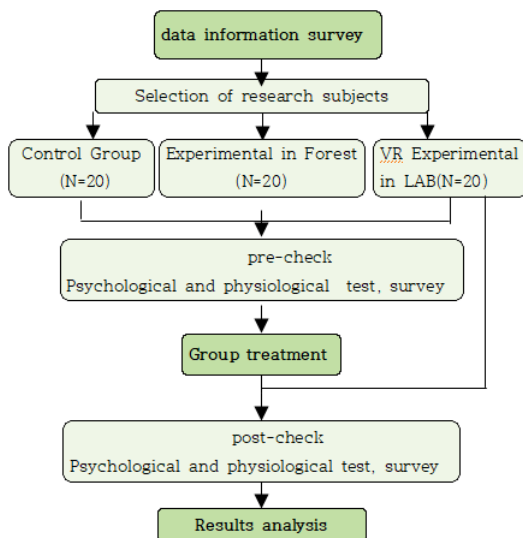 data information survey
Selection of research subjects
Control Group
(N=20)
Experimental in Forest
(N=20)
VR Experimental
in LAB(N=20)
pre-check
Psychological and physiological test, survey
Group treatment
post-check
Psychological and physiological test, survey
Results analysis